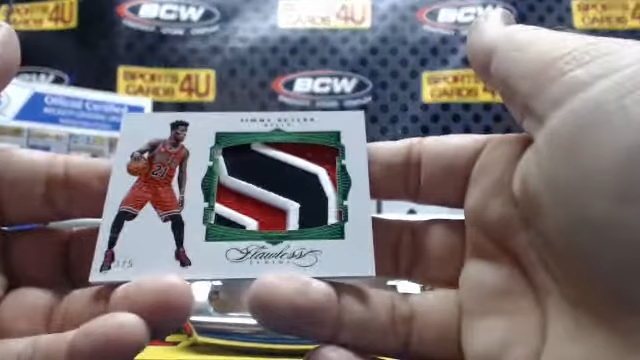 BCW
SPORTS
CARDS 4U
BCW
SPORTS
CARDS 4U
BCW
SPORTS
CARDS 4U
BCW
SPORTS
CARDS 4U
Official Certified
JIMMY BUTLER
BULLS
21
Flawless
/5